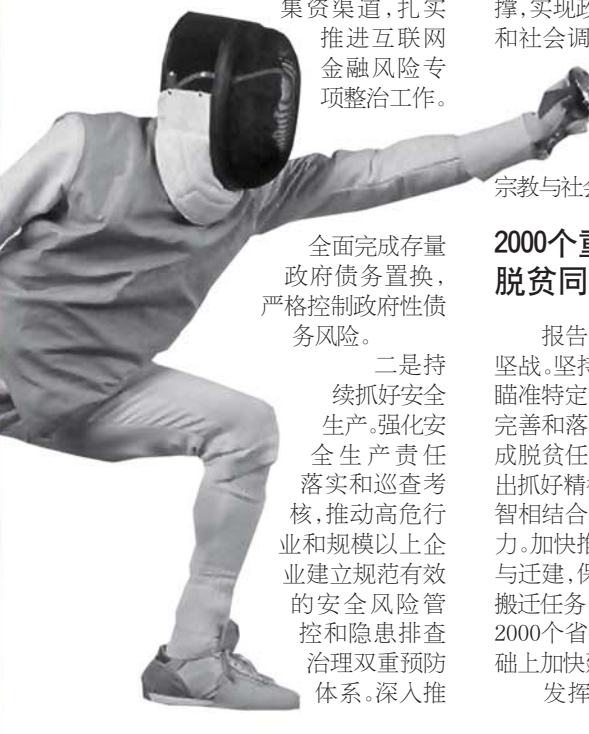 集资渠道,扎实
推进互联网
金融风险专
项整治工作。
全面完成存量
政府债务置换,
严格控制政府性债
务风险。
二是持
续抓好安全
生产。强化安
全生产责任
落实和巡查考
核,推动高危行
业和规模以上企
业建立规范有效
的安全风险管
控和隐患排查
治理双重预防
体系。深入推
撑,实现政
和社会调
宗教与社会
2000个重
脱贫同
报告
坚战。坚持
瞄准特定
完善和落
成脱贫任
出抓好精
智相结合
力。加快推
与迁建,保
搬迁任务
2000个省
础上加快
发挥